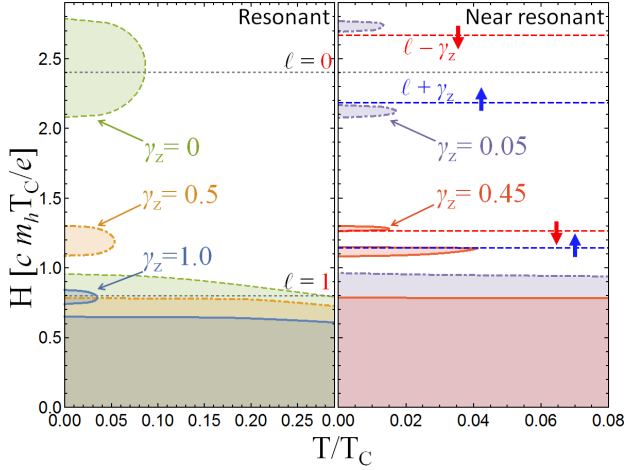 Resonant
Near resonant
ℓ = 0
ℓ − γz
ℓ + γz
γz = 0
γz = 0.05
γz = 0.5
γz = 0.45
γz = 1.0
ℓ = 1
H [c mhTC/e]
2.5
2.0
1.5
1.0
0.5
0.0
0.00 0.05 0.10 0.15 0.20 0.25 0.00 0.02 0.04 0.06 0.08
T/TC